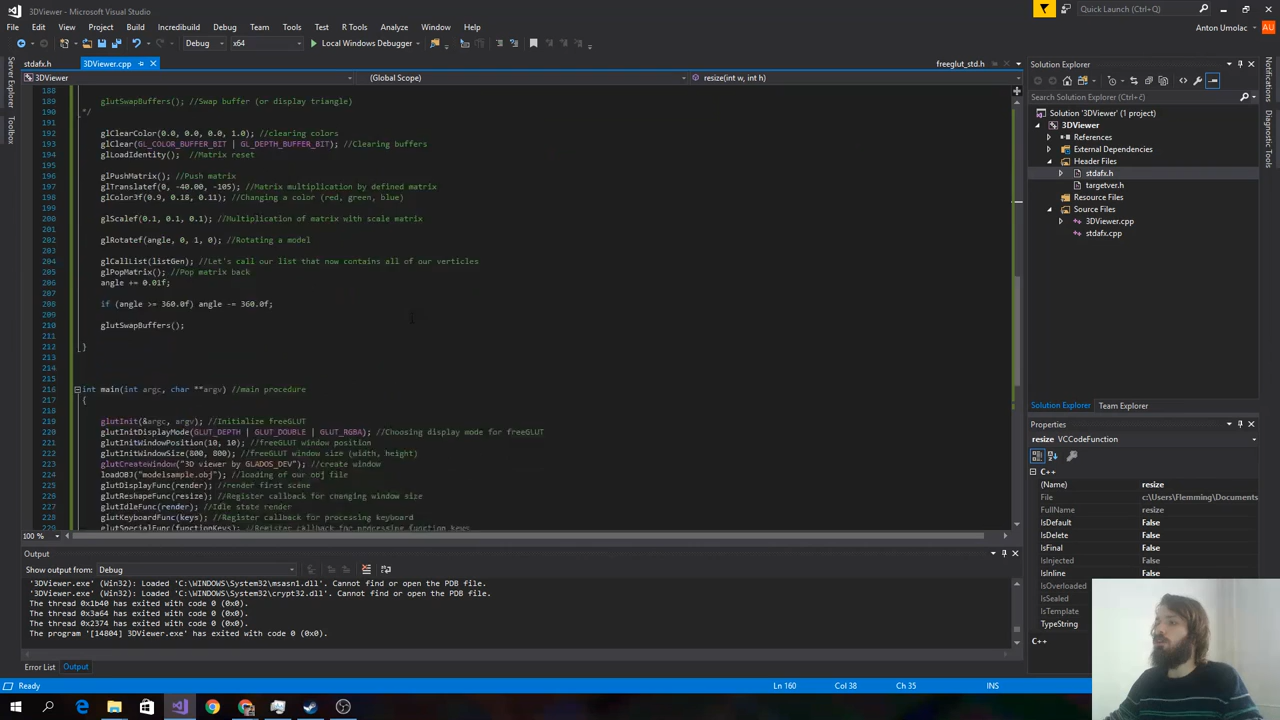 3DViewer - Microsoft Visual Studio
Quick Launch (Ctrl+Q)
File Edit View Project Build Incredibuild Debug Team Tools Test R Tools Analyze Window Help
Anton Umolac AU
Debug x64 Local Windows Debugger
Server Explorer
Toolbox
stdafx.h 3DViewer.cpp freeglut_std.h
3DViewer (Global Scope) resize(int w, int h)
188
189 glutSwapBuffers(); //Swap buffer (or display triangle)
190 */
191
192 glClearColor(0.0, 0.0, 0.0, 1.0); //clearing colors
193 glClear(GL_COLOR_BUFFER_BIT | GL_DEPTH_BUFFER_BIT); //Clearing buffers
194 glLoadIdentity(); //Matrix reset
195
196 glPushMatrix(); //Push matrix
197 glTranslatef(0, -40.00, -105); //Matrix multiplication by defined matrix
198 glColor3f(0.9, 0.18, 0.11); //Changing a color (red, green, blue)
199
200 glScalef(0.1, 0.1, 0.1); //Multiplication of matrix with scale matrix
201
202 glRotatef(angle, 0, 1, 0); //Rotating a model
203
204 glCallList(listGen); //Let's call our list that now contains all of our verticles
205 glPopMatrix(); //Pop matrix back
206 angle += 0.01f;
207
208 if (angle >= 360.0f) angle -= 360.0f;
209
210 glutSwapBuffers();
211
212 }
213
214
215
216 int main(int argc, char **argv) //main procedure
217 {
218
219 glutInit(&argc, argv); //Initialize freeGLUT
220 glutInitDisplayMode(GLUT_DEPTH | GLUT_DOUBLE | GLUT_RGBA); //Choosing display mode for freeGLUT
221 glutInitWindowPosition(10, 10); //freeGLUT window position
222 glutInitWindowSize(800, 800); //freeGLUT window size (width, height)
223 glutCreateWindow("3D viewer by GLADOS_DEV"); //create window
224 loadOBJ("modelsample.obj"); //loading of our obj file
225 glutDisplayFunc(render); //render first scene
226 glutReshapeFunc(resize); //Register callback for changing window size
227 glutIdleFunc(render); //Idle state render
228 glutKeyboardFunc(keys); //Register callback for processing keyboard
229 glutSpecialFunc(functionKeys); //Register callback for processing function keys
100 %
Output
Show output from: Debug
'3DViewer.exe' (Win32): Loaded 'C:\WINDOWS\System32\msasn1.dll'. Cannot find or open the PDB file.
'3DViewer.exe' (Win32): Loaded 'C:\WINDOWS\System32\crypt32.dll'. Cannot find or open the PDB file.
The thread 0x1b40 has exited with code 0 (0x0).
The thread 0x3a64 has exited with code 0 (0x0).
The thread 0x2374 has exited with code 0 (0x0).
The program '[14804] 3DViewer.exe' has exited with code 0 (0x0).
Error List Output
Ready Ln 160 Col 38 Ch 35 INS
Solution Explorer
Search Solution Explorer (Ctrl+č)
Solution '3DViewer' (1 project)
3DViewer
References
External Dependencies
Header Files
stdafx.h
targetver.h
Resource Files
Source Files
3DViewer.cpp
stdafx.cpp
Solution Explorer Team Explorer
Properties
resize VCCodeFunction
C++
(Name) resize
File c:\Users\Flemming\Documents
FullName resize
IsDefault False
IsDelete False
IsFinal False
IsInjected False
IsInline False
IsOverloaded
IsSealed
IsTemplate
TypeString
C++
Notifications
Diagnostic Tools